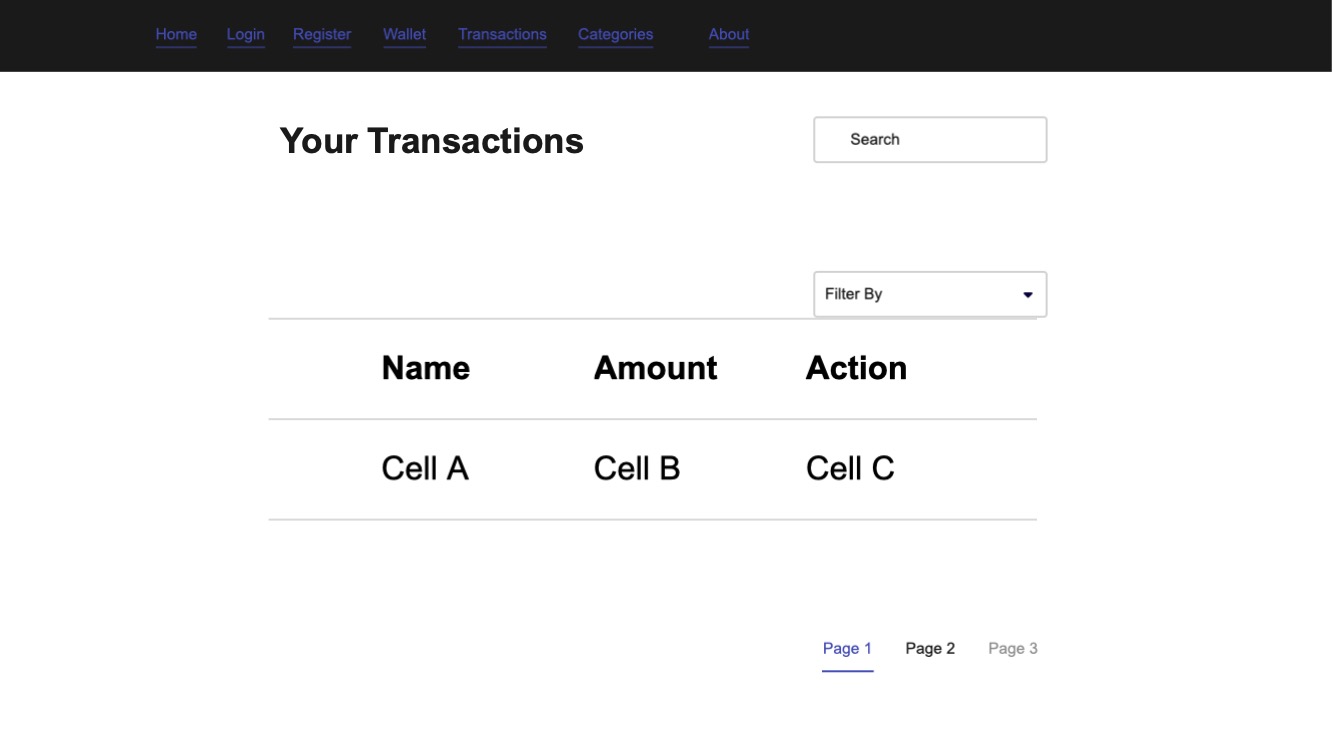 Home Login Register Wallet Transactions Categories About
Your Transactions
Search
Filter By
Name Amount Action
Cell A Cell B Cell C
Page 1 Page 2 Page 3